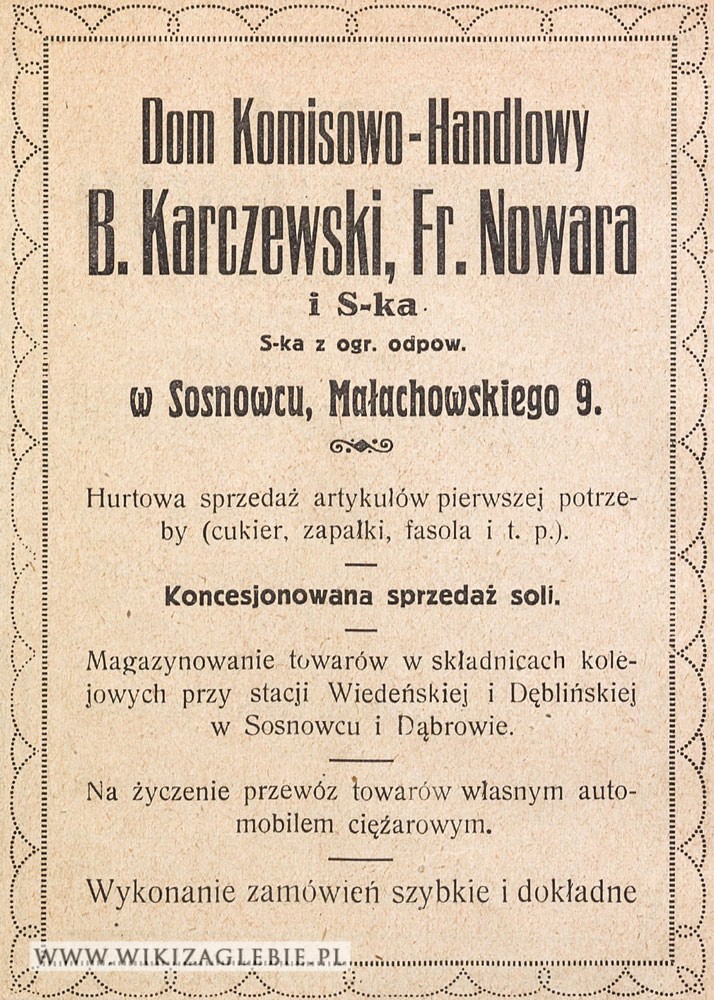 Dom Komisowo-Handlowy
B. Karczewski, Fr. Nowara
i S-ka
S-ka z ogr. odpow.
w Sosnowcu, Małachowskiego 9.
Hurtowa sprzedaż artykułów pierwszej potrze-
by (cukier, zapałki, fasola i t. p.).
Koncesjonowana sprzedaż soli.
Magazynowanie towarów w składnicach kole-
jowych przy stacji Wiedeńskiej i Dęblińskiej
w Sosnowcu i Dąbrowie.
Na życzenie przewóz towarów własnym auto-
mobilem ciężarowym.
Wykonanie zamówień szybkie i dokładne
WWW.WIKIZAGLEBIE.PL